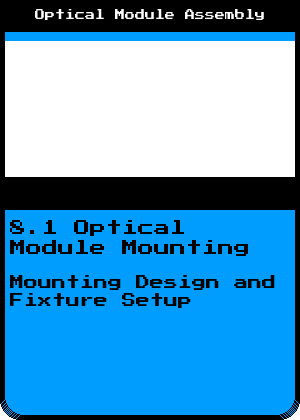 Optical Module Assembly
8.1 Optical
Module Mounting
Mounting Design and
Fixture Setup